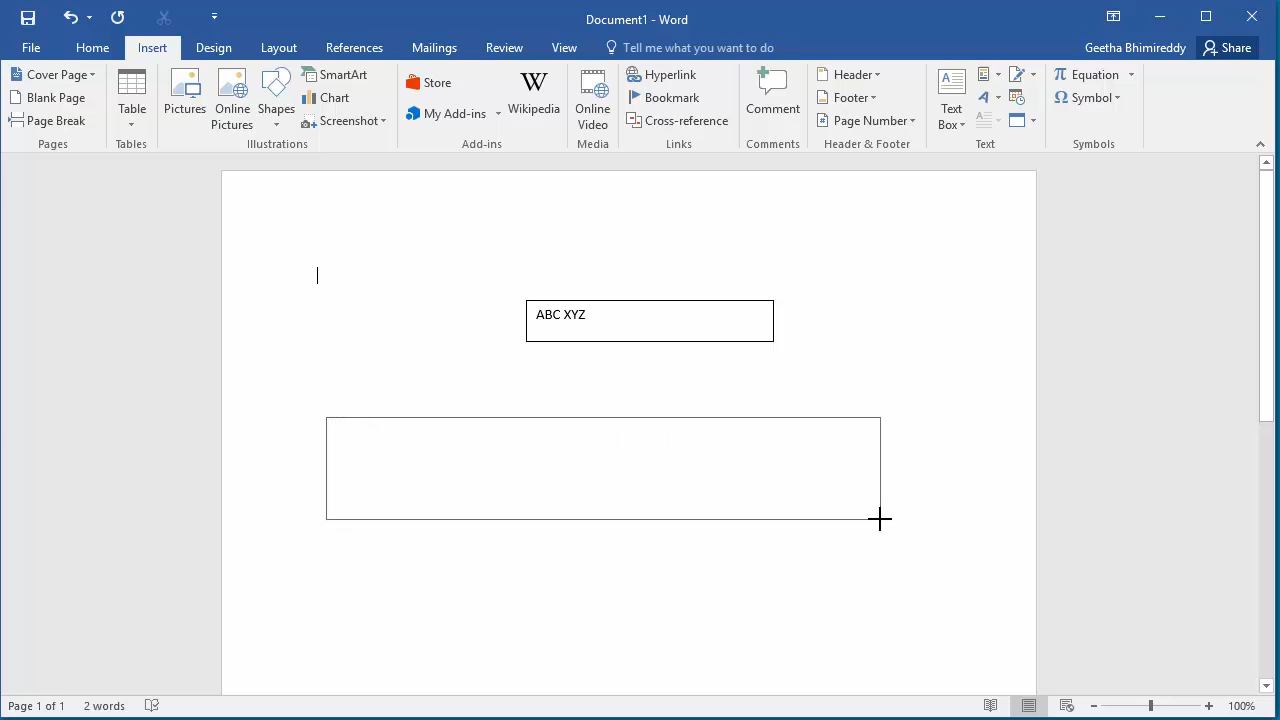 Document1 - Word
File Home Insert Design Layout References Mailings Review View Tell me what you want to do Geetha Bhimireddy Share
Cover Page
Blank Page
Page Break
Pages
Table
Tables
Pictures
Online Pictures
Shapes
SmartArt
Chart
Screenshot
Illustrations
Store
My Add-ins
W
Wikipedia
Add-ins
Online Video
Media
Hyperlink
Bookmark
Cross-reference
Links
Comment
Comments
Header
Footer
Page Number
Header & Footer
A
Text Box
A
A
Text
π Equation
Ω Symbol
Symbols
ABC XYZ
Page 1 of 1 2 words 100%